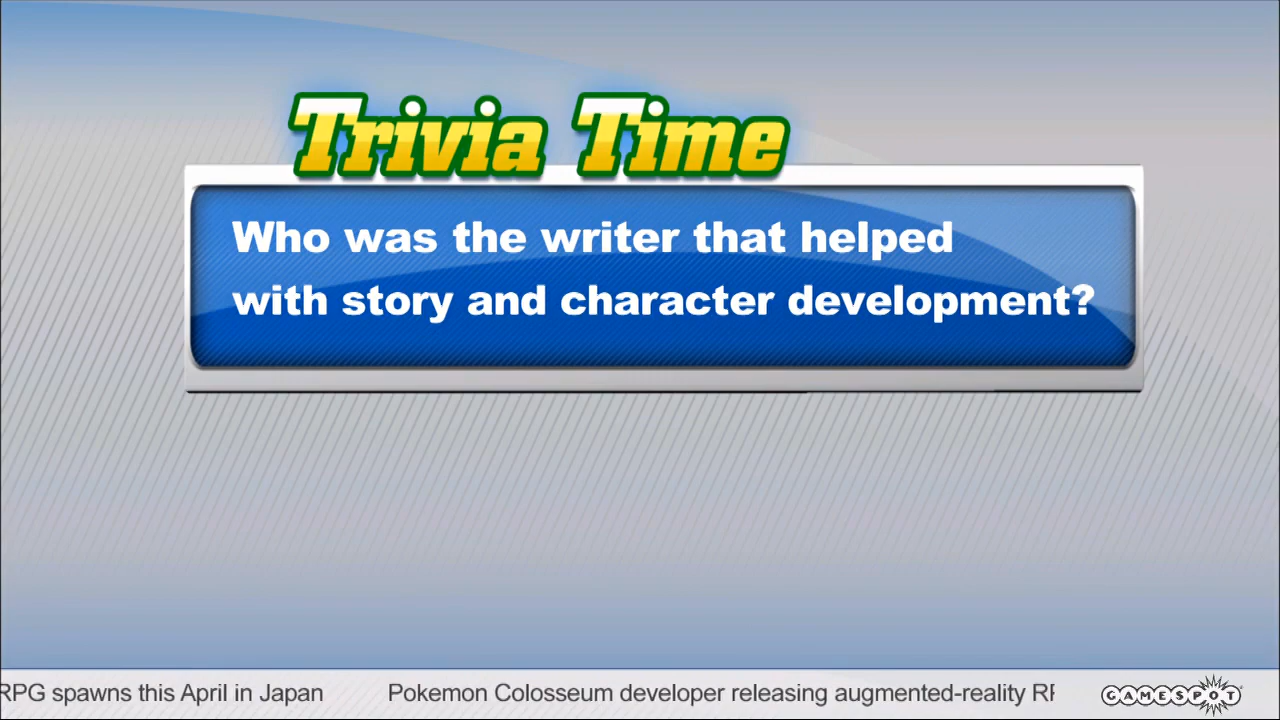 Trivia Time
Who was the writer that helped
with story and character development?
RPG spawns this April in Japan
Pokemon Colosseum developer releasing augmented-reality
GAMESPOT